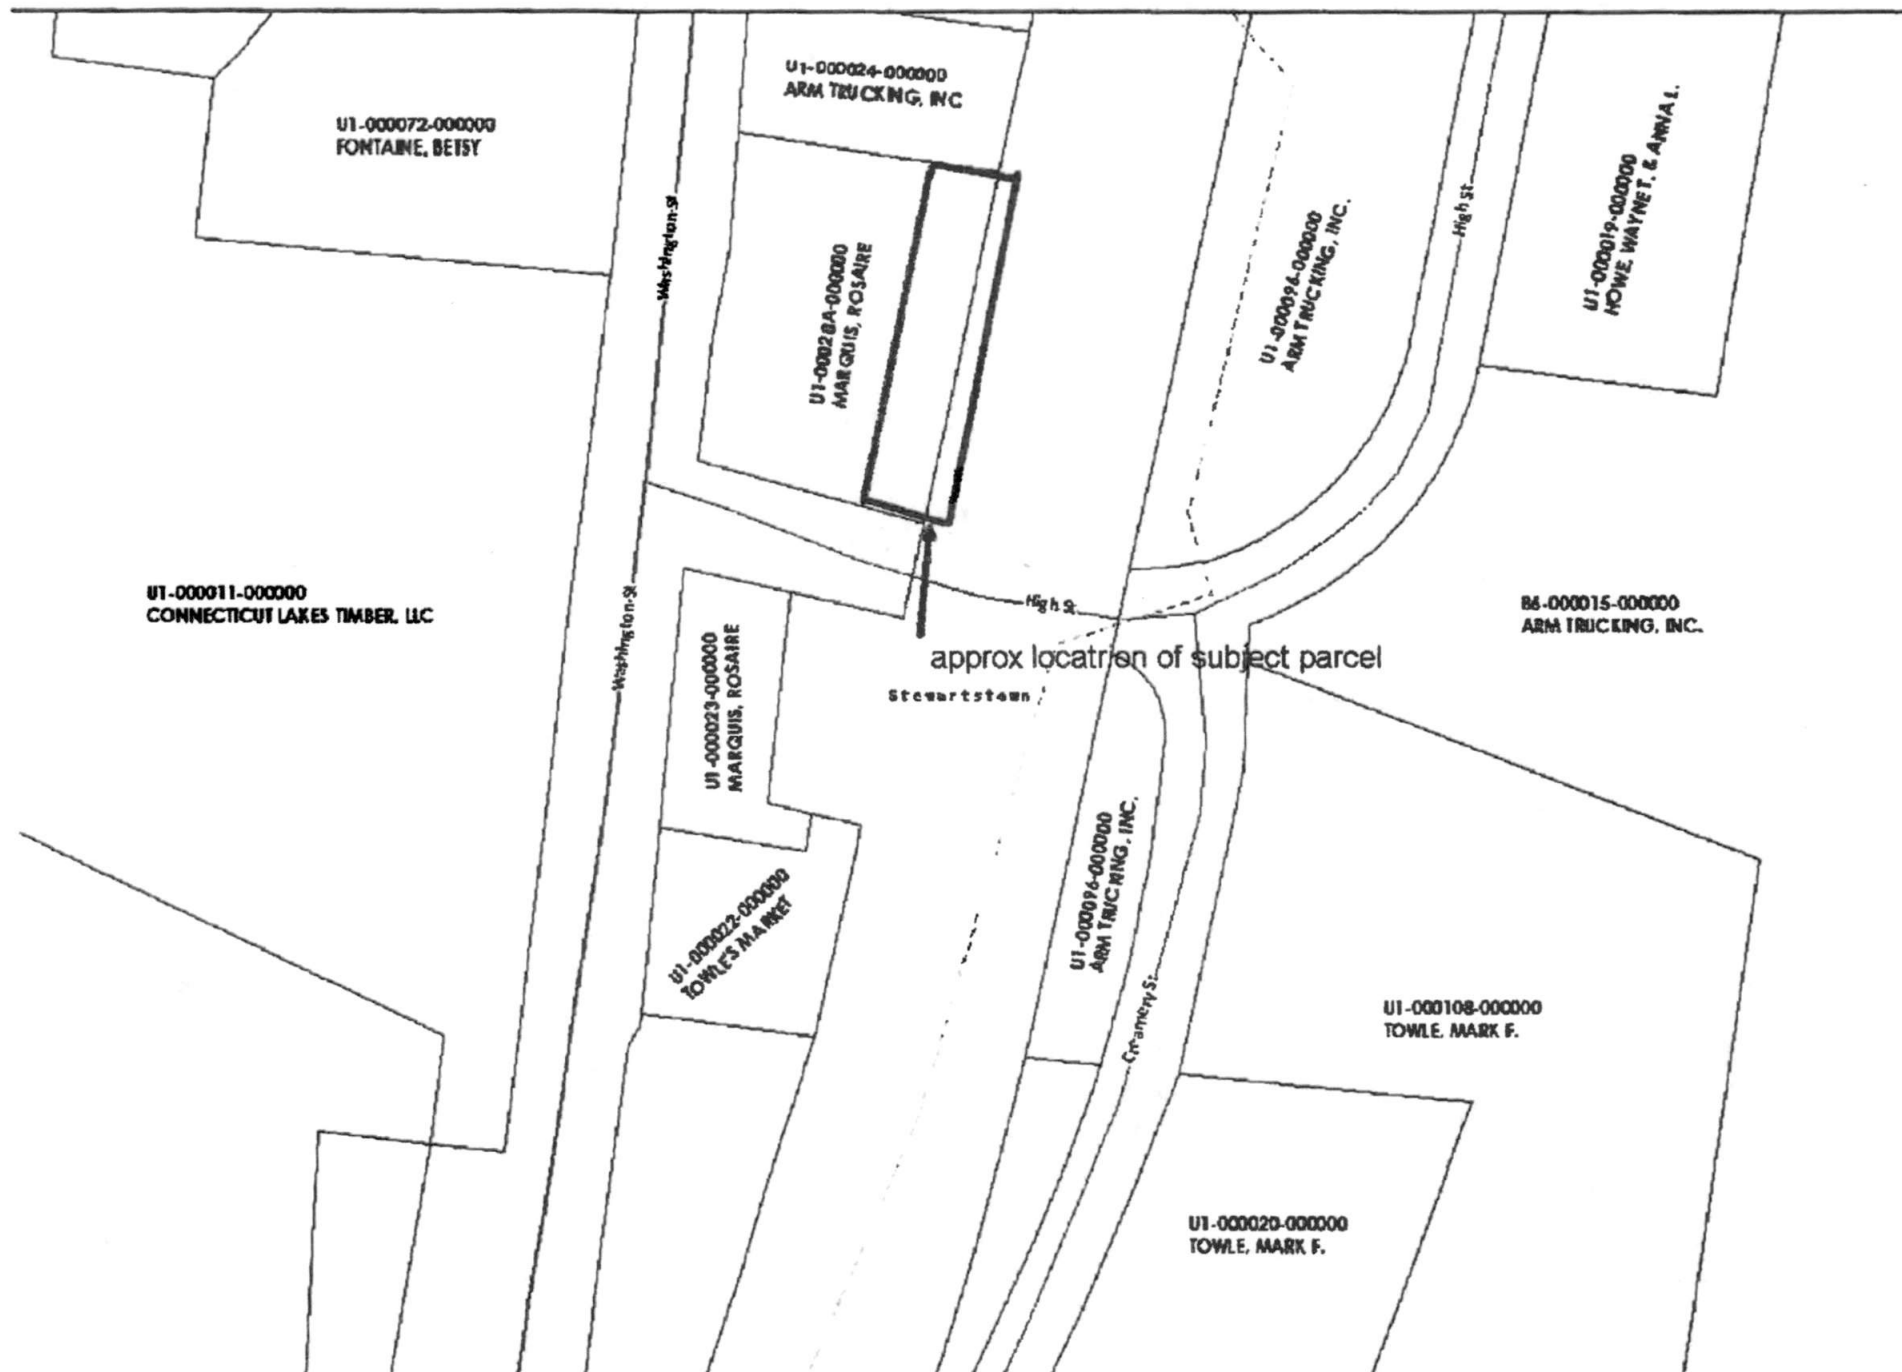 U1-000024-000000
ARM TRUCKING, INC
U1-000072-000000
FONTAINE, BETSY
Washington St
U1-00028A-000000
MARQUIS, ROSAIRE
U1-000096-000000
ARM TRUCKING, INC.
High St
U1-000019-000000
HOWE, WAYNE T. & ANNA L.
U1-000011-000000
CONNECTICUT LAKES TIMBER, LLC
Washington St
High St
B6-000015-000000
ARM TRUCKING, INC.
approx location of subject parcel
Stewartstown
U1-000023-000000
MARQUIS, ROSAIRE
U1-000022-000000
TOWLE'S MARKET
U1-000096-000000
ARM TRUCKING, INC.
Creamery St
U1-000108-000000
TOWLE, MARK F.
U1-000020-000000
TOWLE, MARK F.